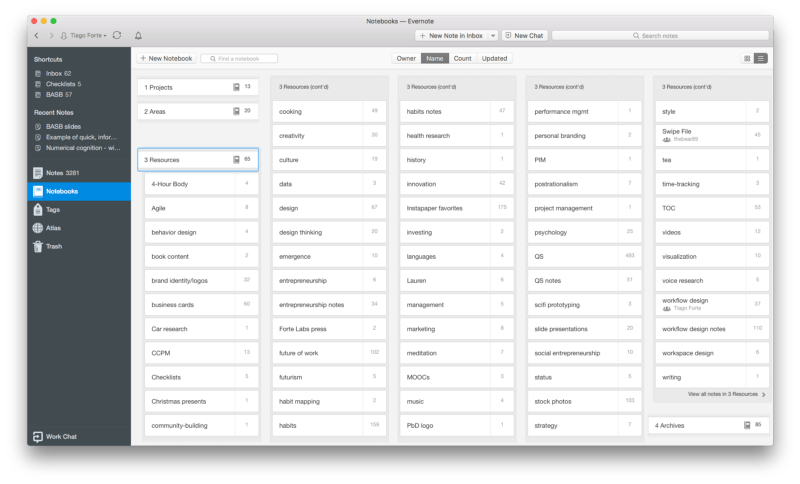 Notebooks — Evernote
Tiago Forte
New Note in Inbox
New Chat
Search notes
Shortcuts
Inbox 62
Checklists 5
BASB 57
Recent Notes
BASB slides
Example of quick, infor...
Numerical cognition - wi...
Notes 3281
Notebooks
Tags
Atlas
Trash
Work Chat
+ New Notebook
Find a notebook
Owner
Name
Count
Updated
1 Projects 13
2 Areas 20
3 Resources 65
4-Hour Body 4
Agile 8
behavior design 4
book content 2
brand identity/logos 32
business cards 60
Car research 1
CCPM 13
Checklists 5
Christmas presents 1
community-building 1
3 Resources (cont'd)
cooking 49
creativity 30
culture 19
data 3
design 67
design thinking 20
emergence 10
entrepreneurship 6
entrepreneurship notes 34
Forte Labs press 2
future of work 102
futurism 5
habit mapping 2
habits 159
3 Resources (cont'd)
habits notes 47
health research 1
history 1
innovation 42
Instapaper favorites 175
investing 2
languages 4
Lauren 6
management 5
marketing 8
meditation 7
MOOCs 3
music 4
PbD logo 1
3 Resources (cont'd)
performance mgmt 1
personal branding 2
PIM 1
postrationalism 7
project management 1
psychology 25
QS 493
QS notes 51
scifi prototyping 3
slide presentations 20
social entrepreneurship 10
status 5
stock photos 103
strategy 7
3 Resources (cont'd)
style 2
Swipe File 45
thebear89
tea 1
time-tracking 3
TOC 53
videos 12
visualization 10
voice research 5
workflow design 37
Tiago Forte
workflow design notes 110
workspace design 6
writing 1
View all notes in 3 Resources
4 Archives 85